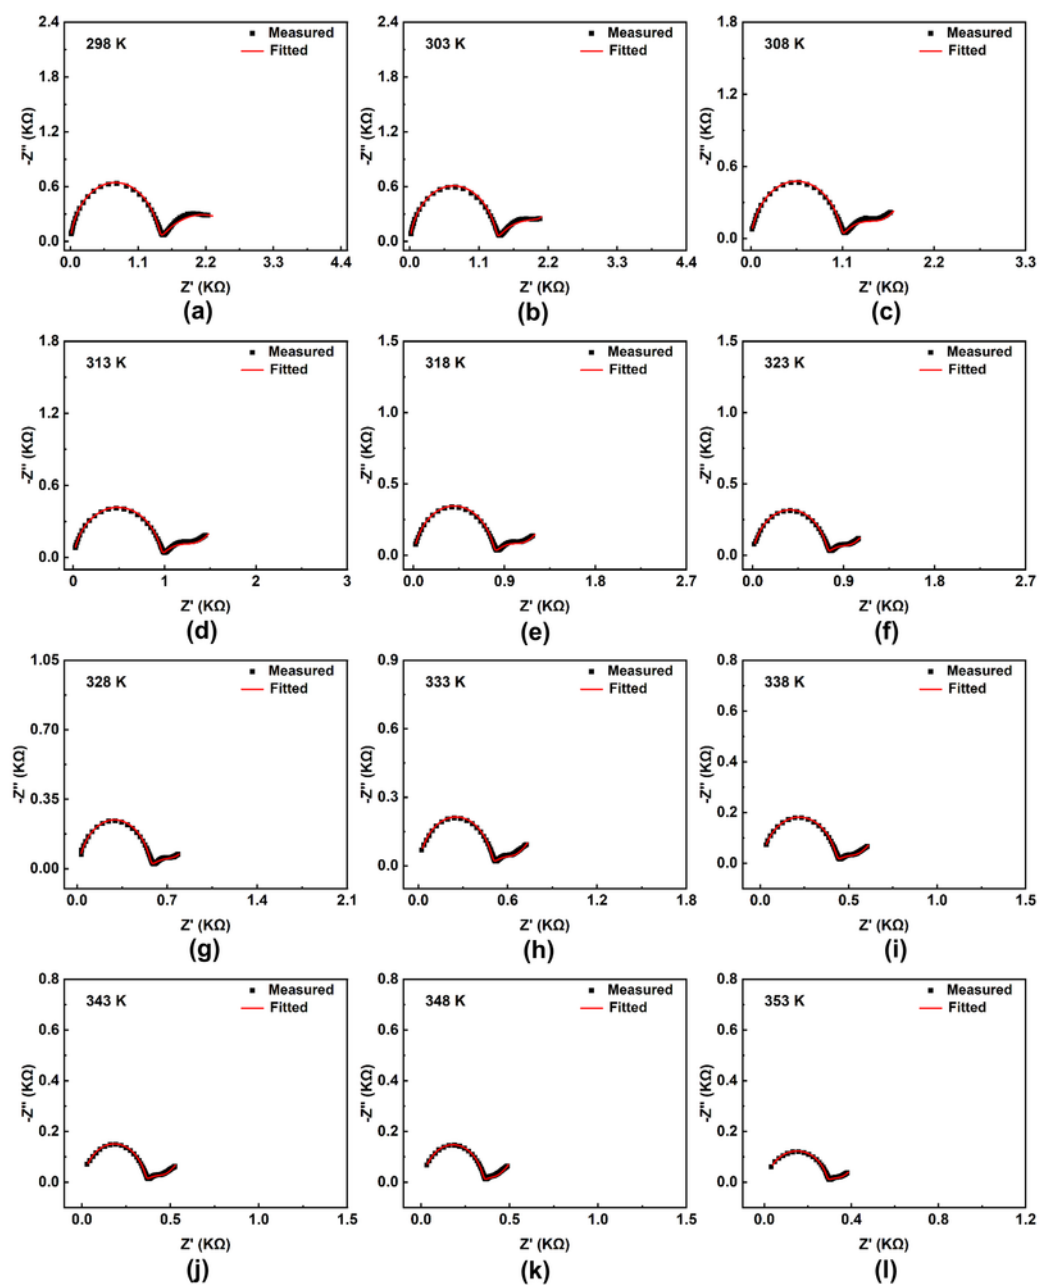 298 K
Measured
Fitted
-Z'' (KΩ)
2.4
1.8
1.2
0.6
0.0
0.0 1.1 2.2 3.3 4.4
Z' (KΩ)
(a)
303 K
Measured
Fitted
-Z'' (KΩ)
2.4
1.8
1.2
0.6
0.0
0.0 1.1 2.2 3.3 4.4
Z' (KΩ)
(b)
308 K
Measured
Fitted
-Z'' (KΩ)
1.8
1.2
0.6
0.0
0.0 1.1 2.2 3.3
Z' (KΩ)
(c)
313 K
Measured
Fitted
-Z'' (KΩ)
1.8
1.2
0.6
0.0
0 1 2 3
Z' (KΩ)
(d)
318 K
Measured
Fitted
-Z'' (KΩ)
1.5
1.0
0.5
0.0
0.0 0.9 1.8 2.7
Z' (KΩ)
(e)
323 K
Measured
Fitted
-Z'' (KΩ)
1.5
1.0
0.5
0.0
0.0 0.9 1.8 2.7
Z' (KΩ)
(f)
328 K
Measured
Fitted
-Z'' (KΩ)
1.05
0.70
0.35
0.00
0.0 0.7 1.4 2.1
Z' (KΩ)
(g)
333 K
Measured
Fitted
-Z'' (KΩ)
0.9
0.6
0.3
0.0
0.0 0.6 1.2 1.8
Z' (KΩ)
(h)
338 K
Measured
Fitted
-Z'' (KΩ)
0.8
0.6
0.4
0.2
0.0
0.0 0.5 1.0 1.5
Z' (KΩ)
(i)
343 K
Measured
Fitted
-Z'' (KΩ)
0.8
0.6
0.4
0.2
0.0
0.0 0.5 1.0 1.5
Z' (KΩ)
(j)
348 K
Measured
Fitted
-Z'' (KΩ)
0.8
0.6
0.4
0.2
0.0
0.0 0.5 1.0 1.5
Z' (KΩ)
(k)
353 K
Measured
Fitted
-Z'' (KΩ)
0.8
0.6
0.4
0.2
0.0
0.0 0.4 0.8 1.2
Z' (KΩ)
(l)